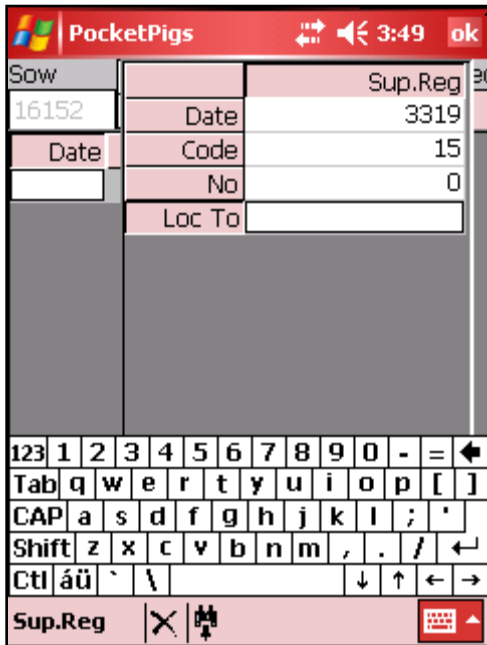 PocketPigs 3:49 ok
Sow
16152
Date
Sup.Reg
Date 3319
Code 15
No 0
Loc To
123 1 2 3 4 5 6 7 8 9 0 - =
Tab q w e r t y u i o p [ ]
CAP a s d f g h j k l ; '
Shift z x c v b n m , . / ↵
Ctl áü ` \ ↓ ↑ ← →
Sup.Reg